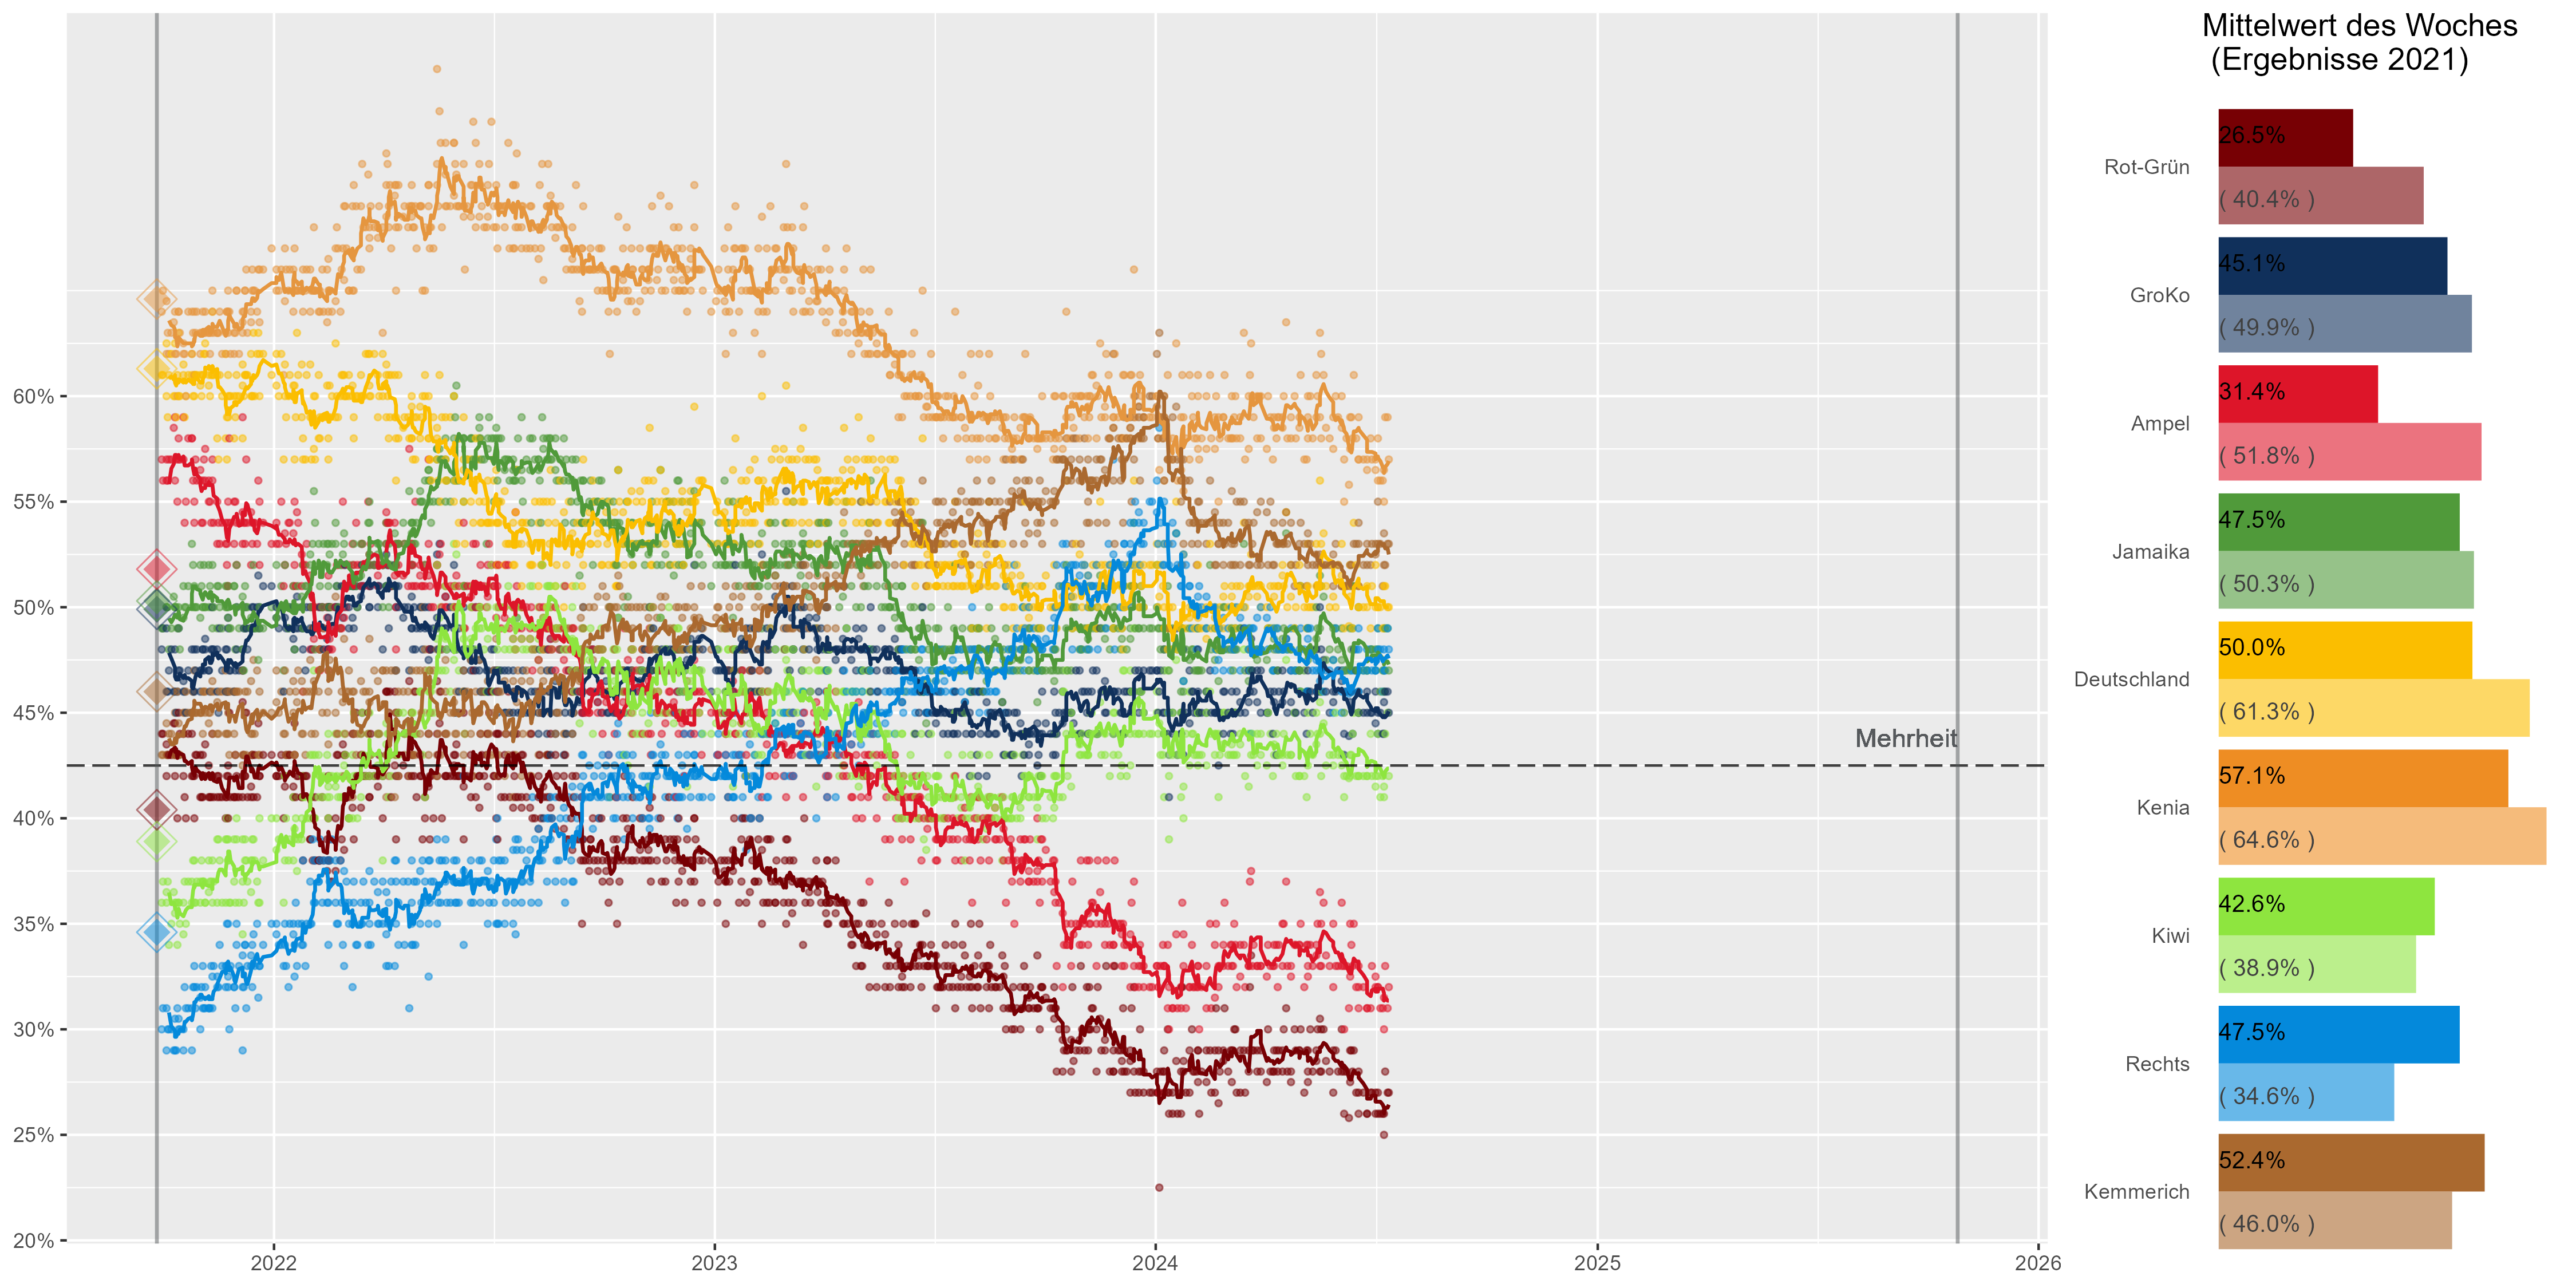 60%
55%
50%
45%
40%
35%
30%
25%
20%
2022
2023
2024
2025
2026
Mehrheit
Mittelwert des Woches
(Ergebnisse 2021)
Rot-Grün
26.5%
( 40.4% )
GroKo
45.1%
( 49.9% )
Ampel
31.4%
( 51.8% )
Jamaika
47.5%
( 50.3% )
Deutschland
50.0%
( 61.3% )
Kenia
57.1%
( 64.6% )
Kiwi
42.6%
( 38.9% )
Rechts
47.5%
( 34.6% )
Kemmerich
52.4%
( 46.0% )